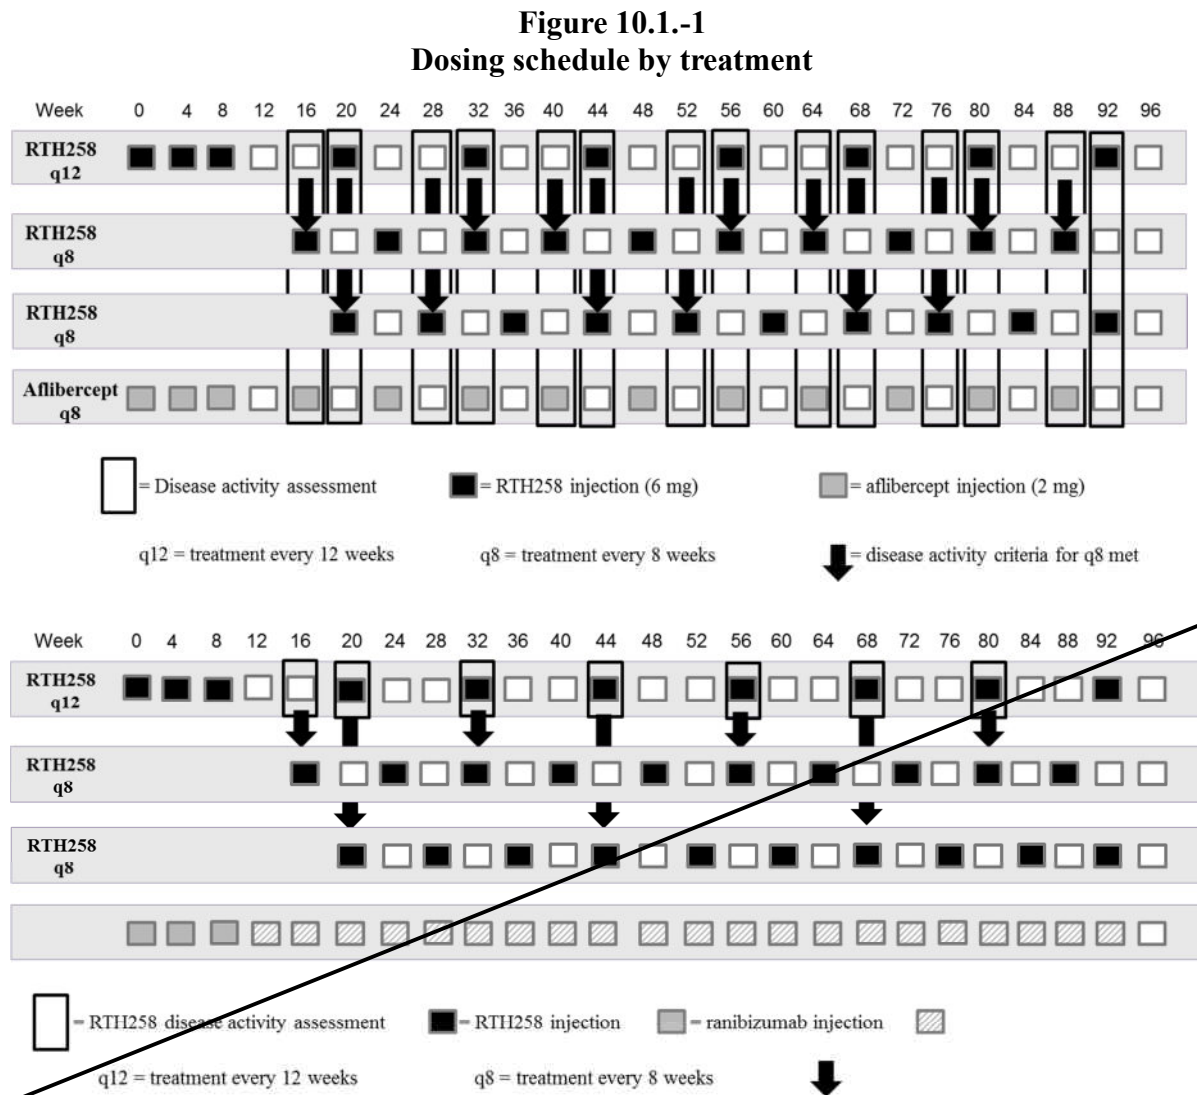 Figure 10.1.-1
Dosing schedule by treatment
Week 0 4 8 12 16 20 24 28 32 36 40 44 48 52 56 60 64 68 72 76 80 84 88 92 96
RTH258
q12
RTH258
q8
RTH258
q8
Aflibercept
q8
= Disease activity assessment = RTH258 injection (6 mg) = aflibercept injection (2 mg)
q12 = treatment every 12 weeks q8 = treatment every 8 weeks = disease activity criteria for q8 met
Week 0 4 8 12 16 20 24 28 32 36 40 44 48 52 56 60 64 68 72 76 80 84 88 92 96
RTH258
q12
RTH258
q8
RTH258
q8
= RTH258 disease activity assessment = RTH258 injection = ranibizumab injection
q12 = treatment every 12 weeks q8 = treatment every 8 weeks